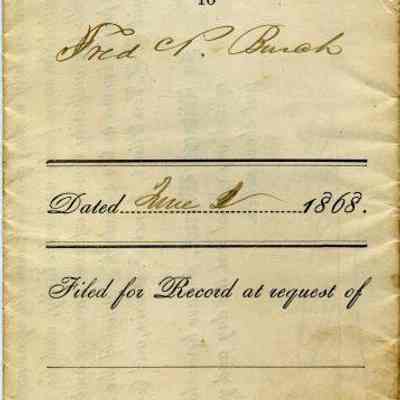 TO
Fred N. Burch
Dated June 1868.
Filed for Record at request of